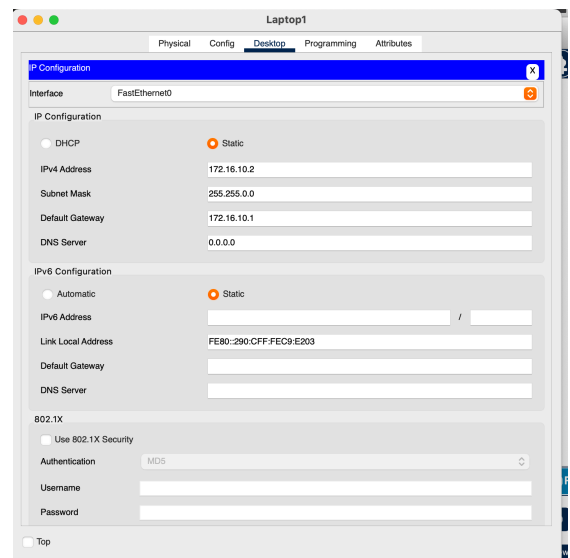 Laptop1
Physical Config Desktop Programming Attributes
IP Configuration X
Interface FastEthernet0
IP Configuration
DHCP Static
IPv4 Address 172.16.10.2
Subnet Mask 255.255.0.0
Default Gateway 172.16.10.1
DNS Server 0.0.0.0
IPv6 Configuration
Automatic Static
IPv6 Address /
Link Local Address FE80::290:CFF:FEC9:E203
Default Gateway
DNS Server
802.1X
Use 802.1X Security
Authentication MD5
Username
Password
Top